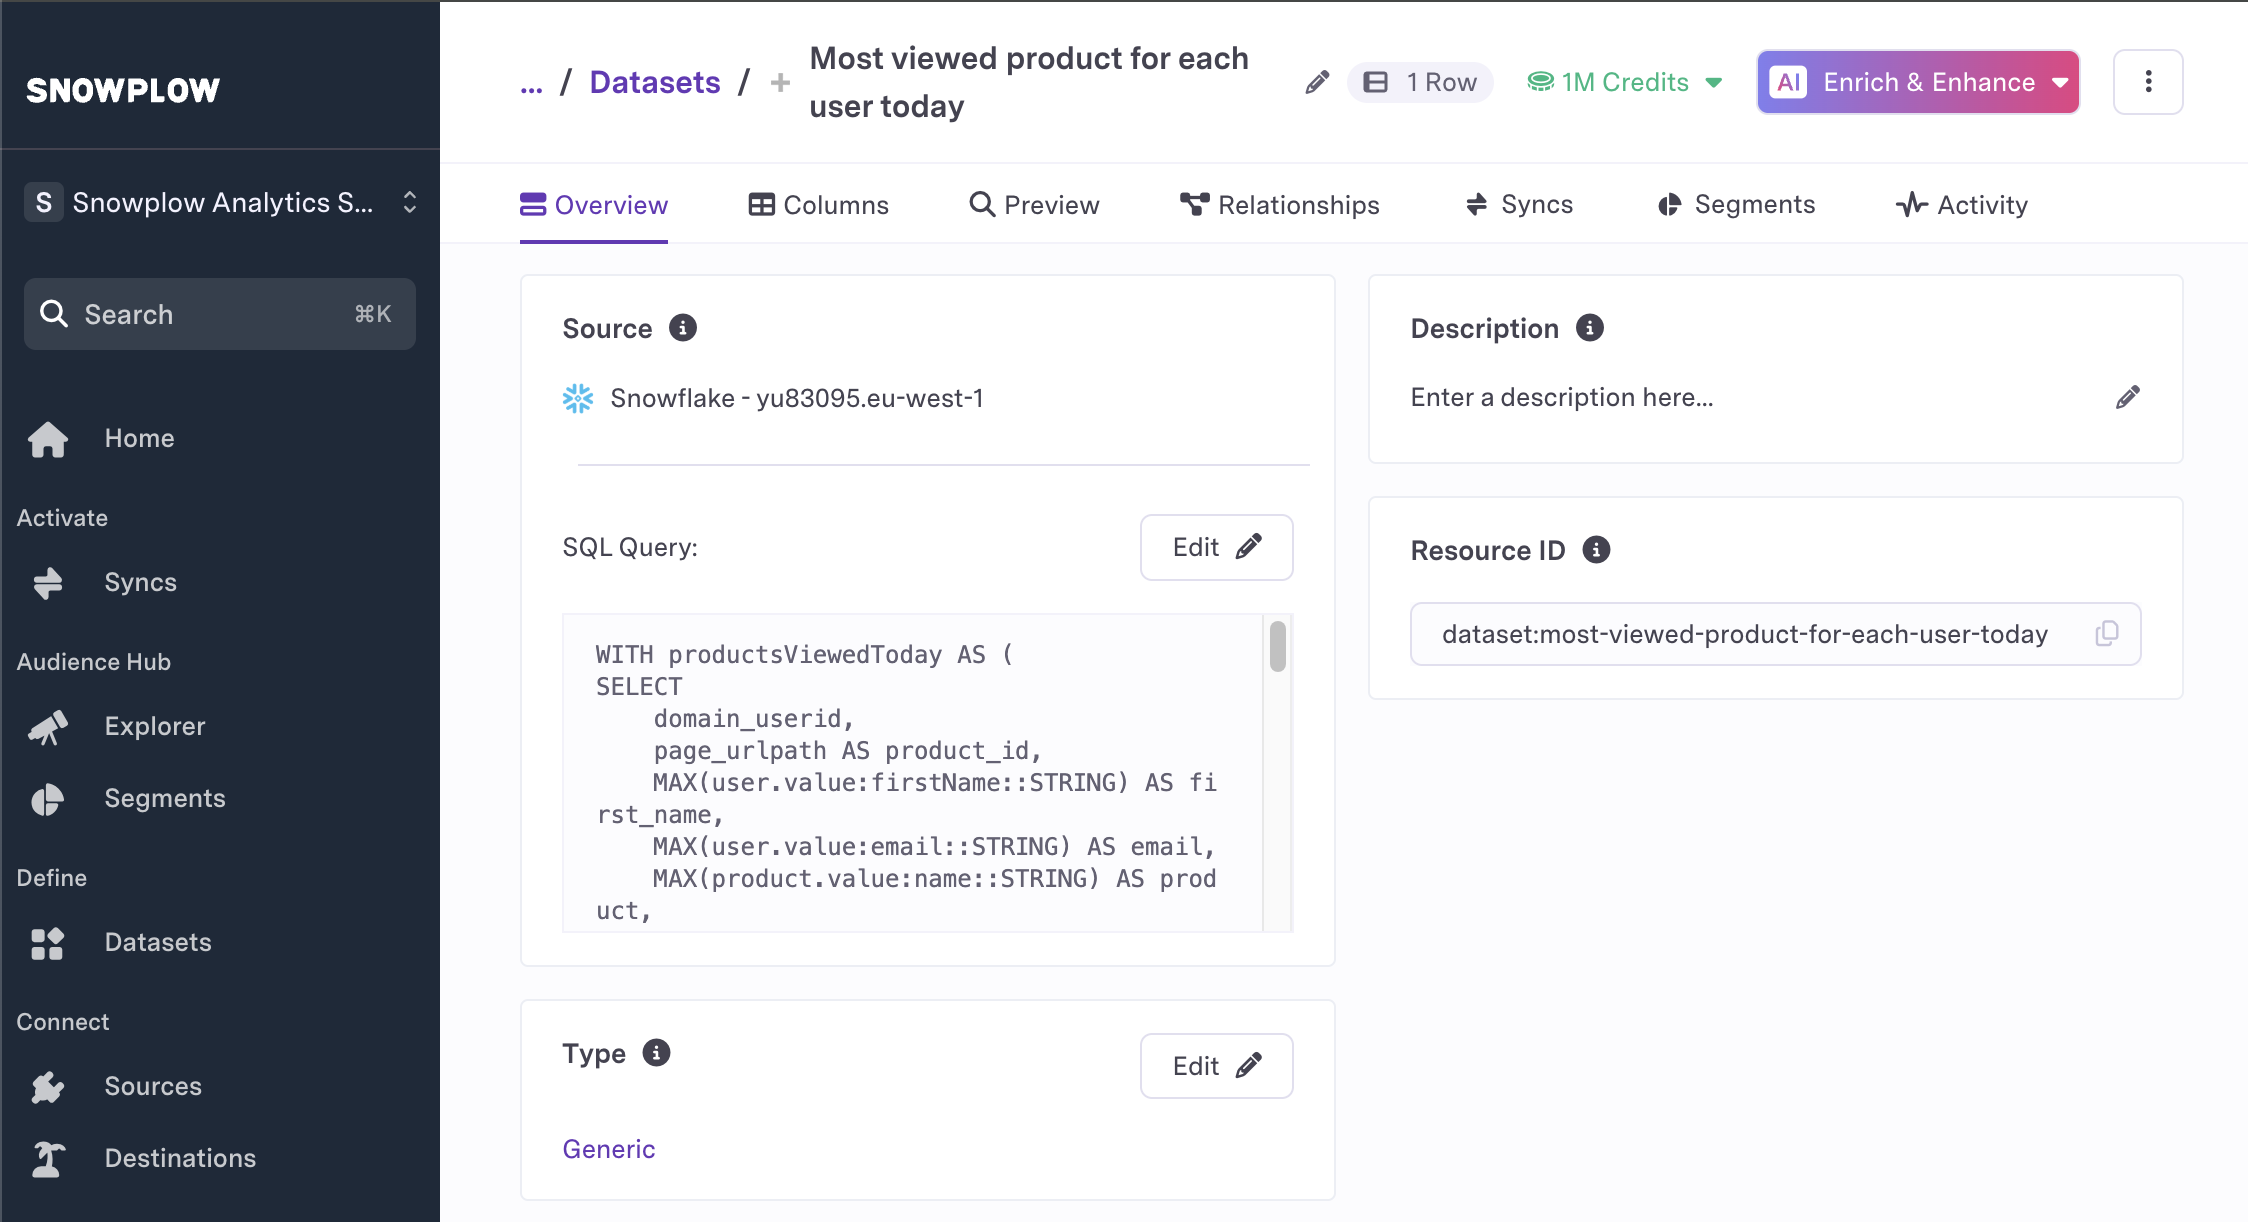 SNOWPLOW
S Snowplow Analytics S...
Search ⌘K
Home
Activate
Syncs
Audience Hub
Explorer
Segments
Define
Datasets
Connect
Sources
Destinations
... / Datasets / + Most viewed product for each
user today
1 Row
1M Credits
AI Enrich & Enhance
Overview
Columns
Preview
Relationships
Syncs
Segments
Activity
Source
Snowflake - yu83095.eu-west-1
SQL Query:
Edit
WITH productsViewedToday AS (
SELECT
    domain_userid,
    page_urlpath AS product_id,
    MAX(user.value:firstName::STRING) AS fi
rst_name,
    MAX(user.value:email::STRING) AS email,
    MAX(product.value:name::STRING) AS prod
uct,
Type
Edit
Generic
Description
Enter a description here...
Resource ID
dataset:most-viewed-product-for-each-user-today